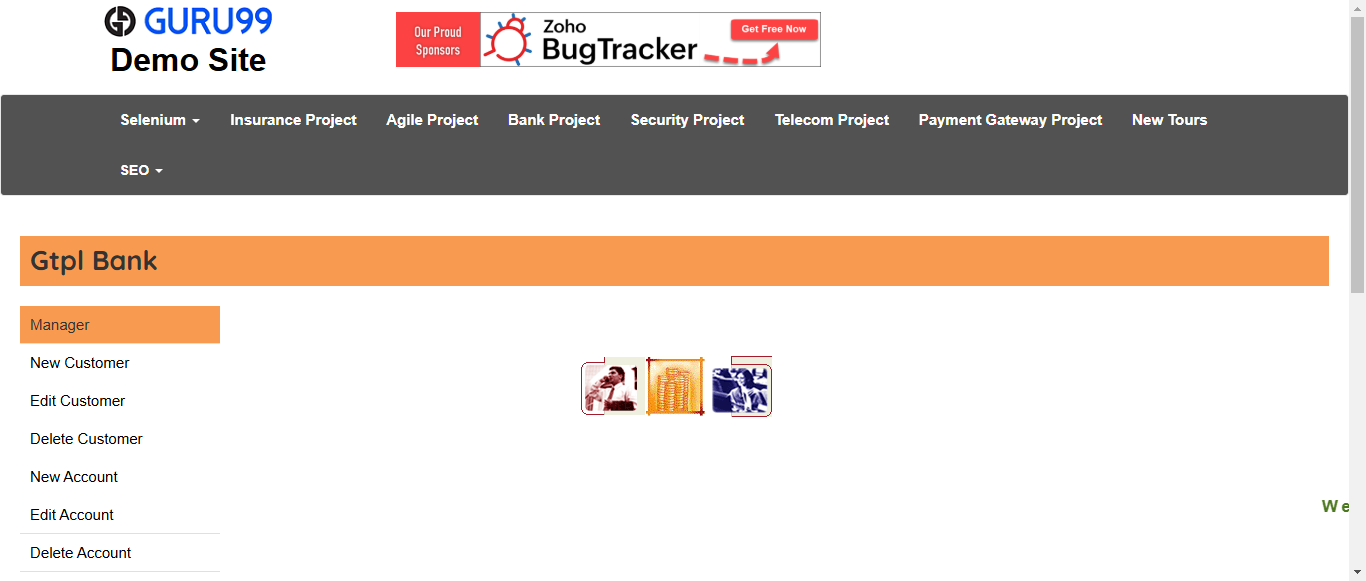 GURU99
Demo Site
Our Proud
Sponsors
Zoho
BugTracker
Get Free Now
Selenium
Insurance Project
Agile Project
Bank Project
Security Project
Telecom Project
Payment Gateway Project
New Tours
SEO
Gtpl Bank
Manager
New Customer
Edit Customer
Delete Customer
New Account
Edit Account
We
Delete Account